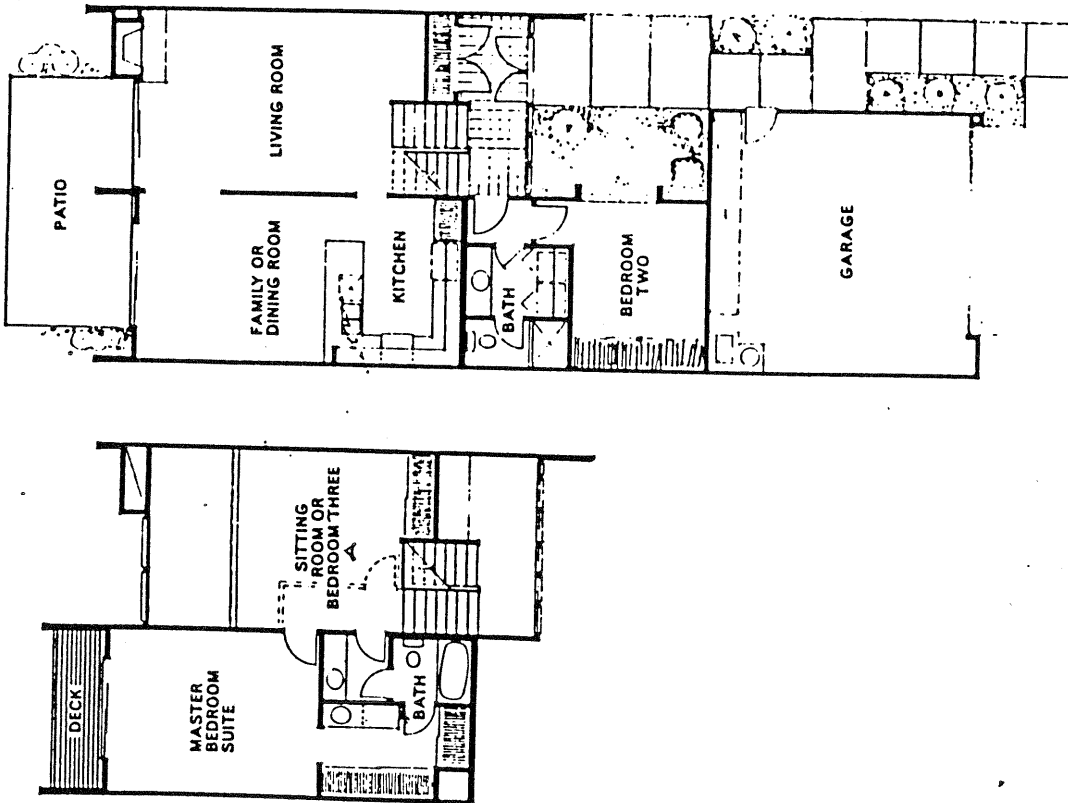 PATIO
LIVING ROOM
FAMILY OR
DINING ROOM
KITCHEN
BATH
BEDROOM
TWO
GARAGE
SITTING
ROOM OR
BEDROOM THREE
DECK
MASTER
BEDROOM
SUITE
BATH